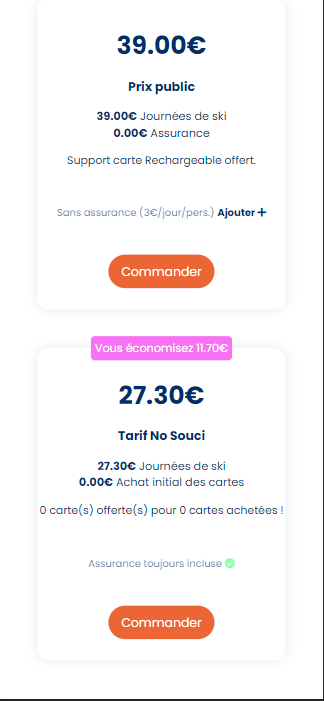 39.00€
Prix public
39.00€ Journées de ski
0.00€ Assurance
Support carte Rechargeable offert.
Sans assurance (3€/jour/pers.) Ajouter +
Commander
Vous économisez 11.70€
27.30€
Tarif No Souci
27.30€ Journées de ski
0.00€ Achat initial des cartes
0 carte(s) offerte(s) pour 0 cartes achetées !
Assurance toujours incluse
Commander